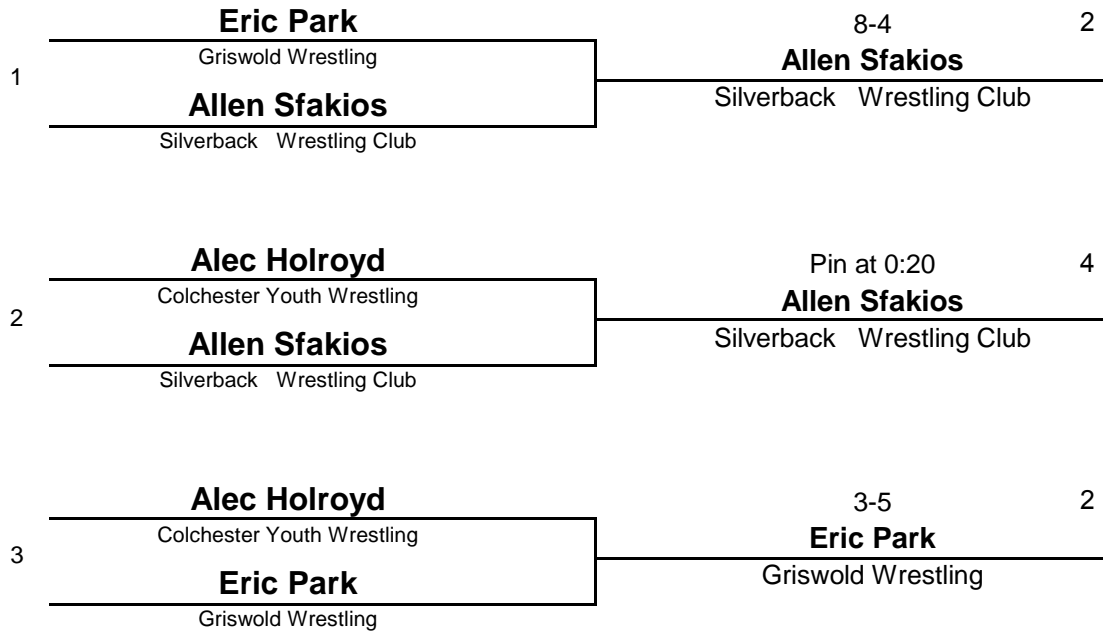 Eric Park
Griswold Wrestling
1
Allen Sfakios
Silverback Wrestling Club
8-4 2
Allen Sfakios
Silverback Wrestling Club
Alec Holroyd
Colchester Youth Wrestling
2
Allen Sfakios
Silverback Wrestling Club
Pin at 0:20 4
Allen Sfakios
Silverback Wrestling Club
Alec Holroyd
Colchester Youth Wrestling
3
Eric Park
Griswold Wrestling
3-5 2
Eric Park
Griswold Wrestling